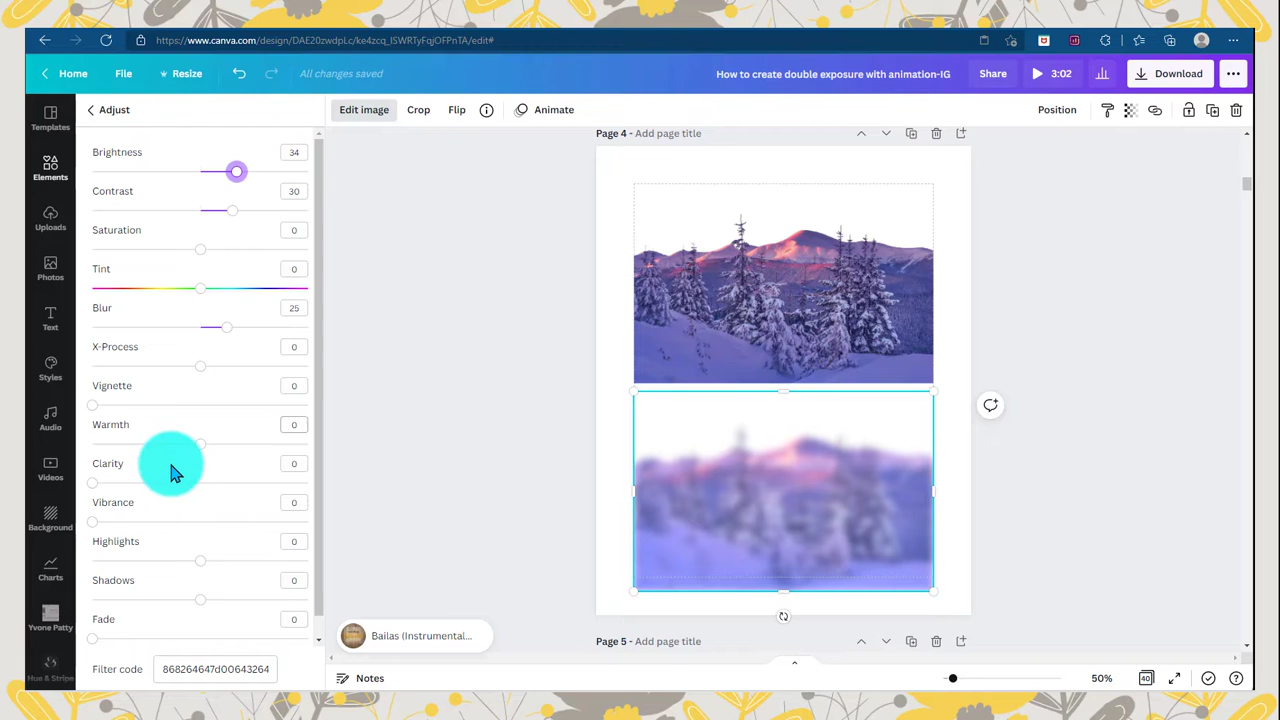 https://www.canva.com/design/DAE20zwdpLc/ke4zcq_ISWRTyFqjOFPnTA/edit#
Home File Resize All changes saved How to create double exposure with animation-IG Share 3:02 Download
Templates
Elements
Uploads
Photos
Text
Styles
Audio
Videos
Background
Charts
Yvone Patty
Hue & Stripe
Adjust
Brightness 34
Contrast 30
Saturation 0
Tint 0
Blur 25
X-Process 0
Vignette 0
Warmth 0
Clarity 0
Vibrance 0
Highlights 0
Shadows 0
Fade 0
Filter code 868264647d00643264
Edit image Crop Flip Animate Position
Page 4 - Add page title
Bailas (Instrumental...
Page 5 - Add page title
Notes 50% 40